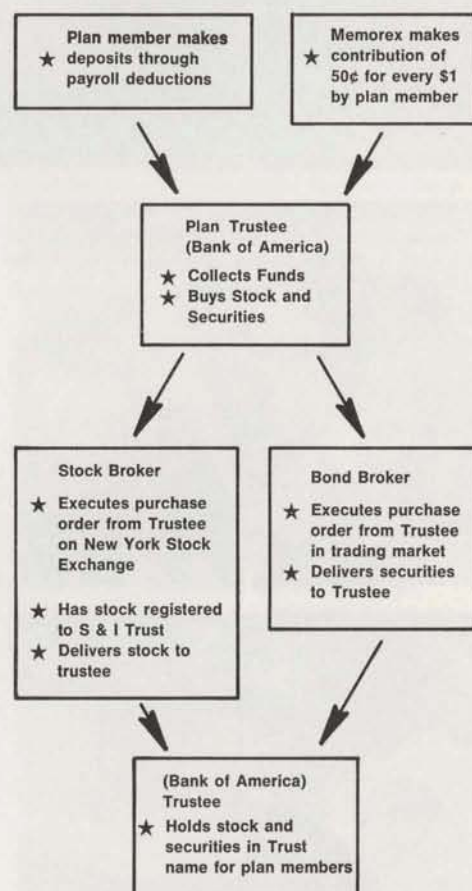 Plan member makes
★ deposits through
payroll deductions
Memorex makes
★ contribution of
50¢ for every $1
by plan member
Plan Trustee
(Bank of America)
★ Collects Funds
★ Buys Stock and
Securities
Stock Broker
★ Executes purchase
order from Trustee
on New York Stock
Exchange
★ Has stock registered
to S & I Trust
★ Delivers stock to
trustee
Bond Broker
★ Executes purchase
order from Trustee
in trading market
★ Delivers securities
to Trustee
(Bank of America)
Trustee
★ Holds stock and
securities in Trust
name for plan members